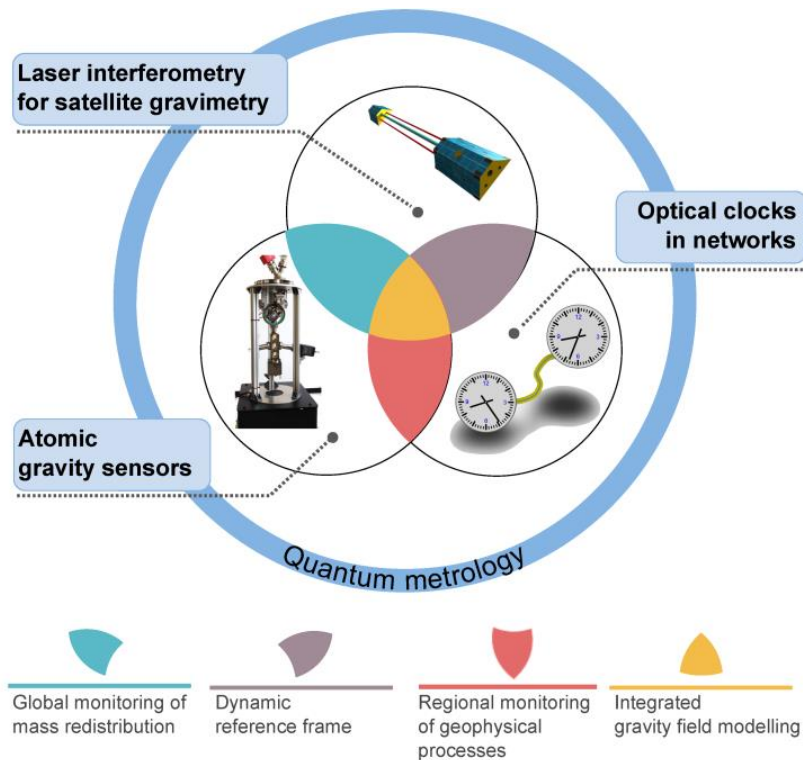 Laser interferometry
for satellite gravimetry
Optical clocks
in networks
Atomic
gravity sensors
Quantum metrology
Global monitoring of
mass redistribution
Dynamic
reference frame
Regional monitoring
of geophysical
processes
Integrated
gravity field modelling